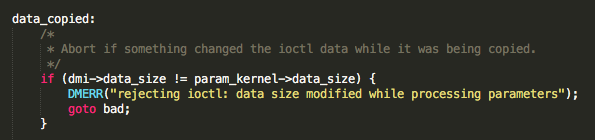 data_copied:
/*
* Abort if something changed the ioctl data while it was being copied.
*/
if (dmi->data_size != param_kernel->data_size) {
DMERR("rejecting ioctl: data size modified while processing parameters");
goto bad;
}